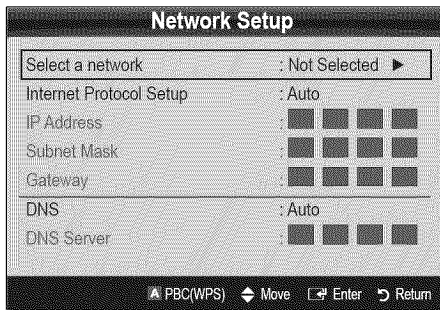 Network Setup
Select a network : Not Selected ►
Internet Protocol Setup : Auto
IP Address :
Subnet Mask :
Gateway :
DNS : Auto
DNS Server :
A PBC(WPS) Move Enter Return